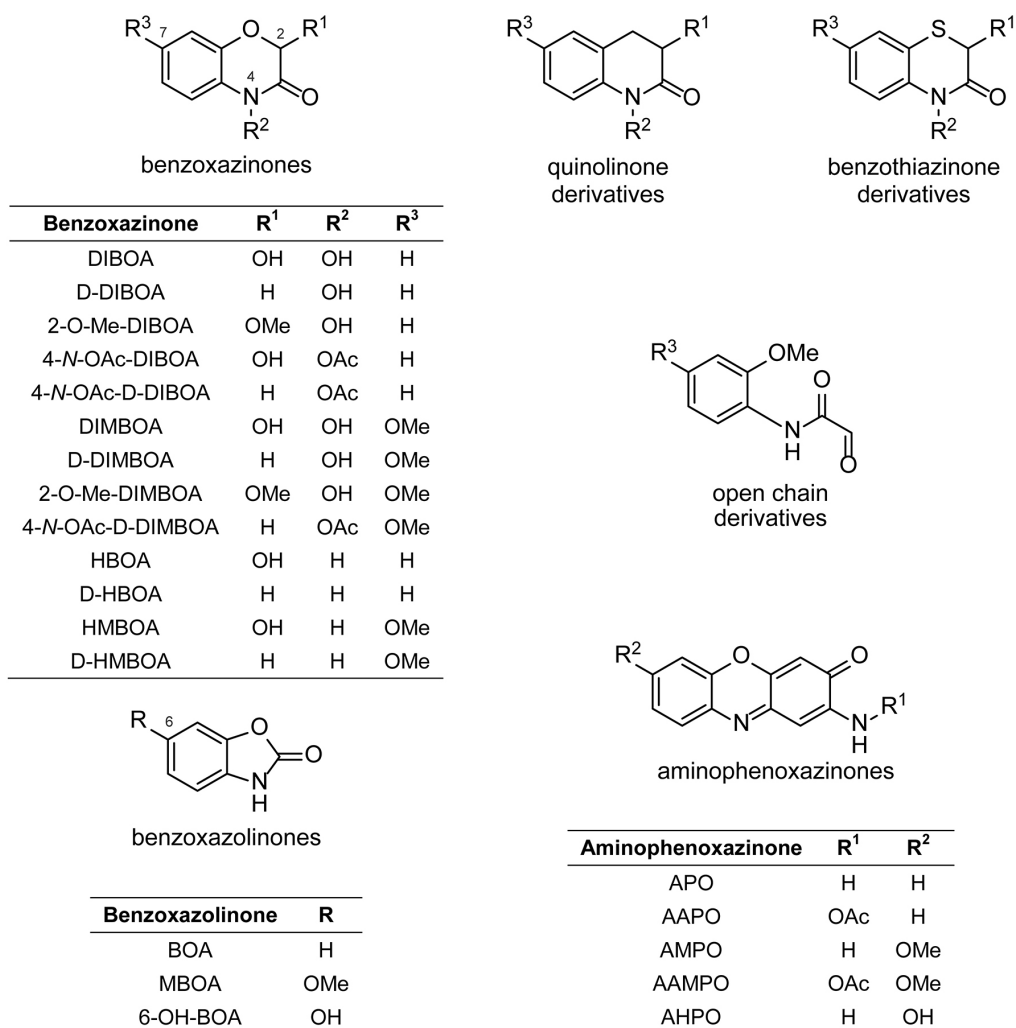 R³ 7 O 2 R¹
4
N O
R²
benzoxazinones
R³ R¹
N O
R²
quinolinone
derivatives
R³ S R¹
N O
R²
benzothiazinone
derivatives
Benzoxazinone R¹ R² R³
DIBOA OH OH H
D-DIBOA H OH H
2-O-Me-DIBOA OMe OH H
4-N-OAc-DIBOA OH OAc H
4-N-OAc-D-DIBOA H OAc H
DIMBOA OH OH OMe
D-DIMBOA H OH OMe
2-O-Me-DIMBOA OMe OH OMe
4-N-OAc-D-DIMBOA H OAc OMe
HBOA OH H H
D-HBOA H H H
HMBOA OH H OMe
D-HMBOA H H OMe
R³ OMe
O
N
H
O
open chain
derivatives
R 6 O
O
N
H
benzoxazolinones
Benzoxazolinone R
BOA H
MBOA OMe
6-OH-BOA OH
R² O O
N N R¹
H
aminophenoxazinones
Aminophenoxazinone R¹ R²
APO H H
AAPO OAc H
AMPO H OMe
AAMPO OAc OMe
AHPO H OH